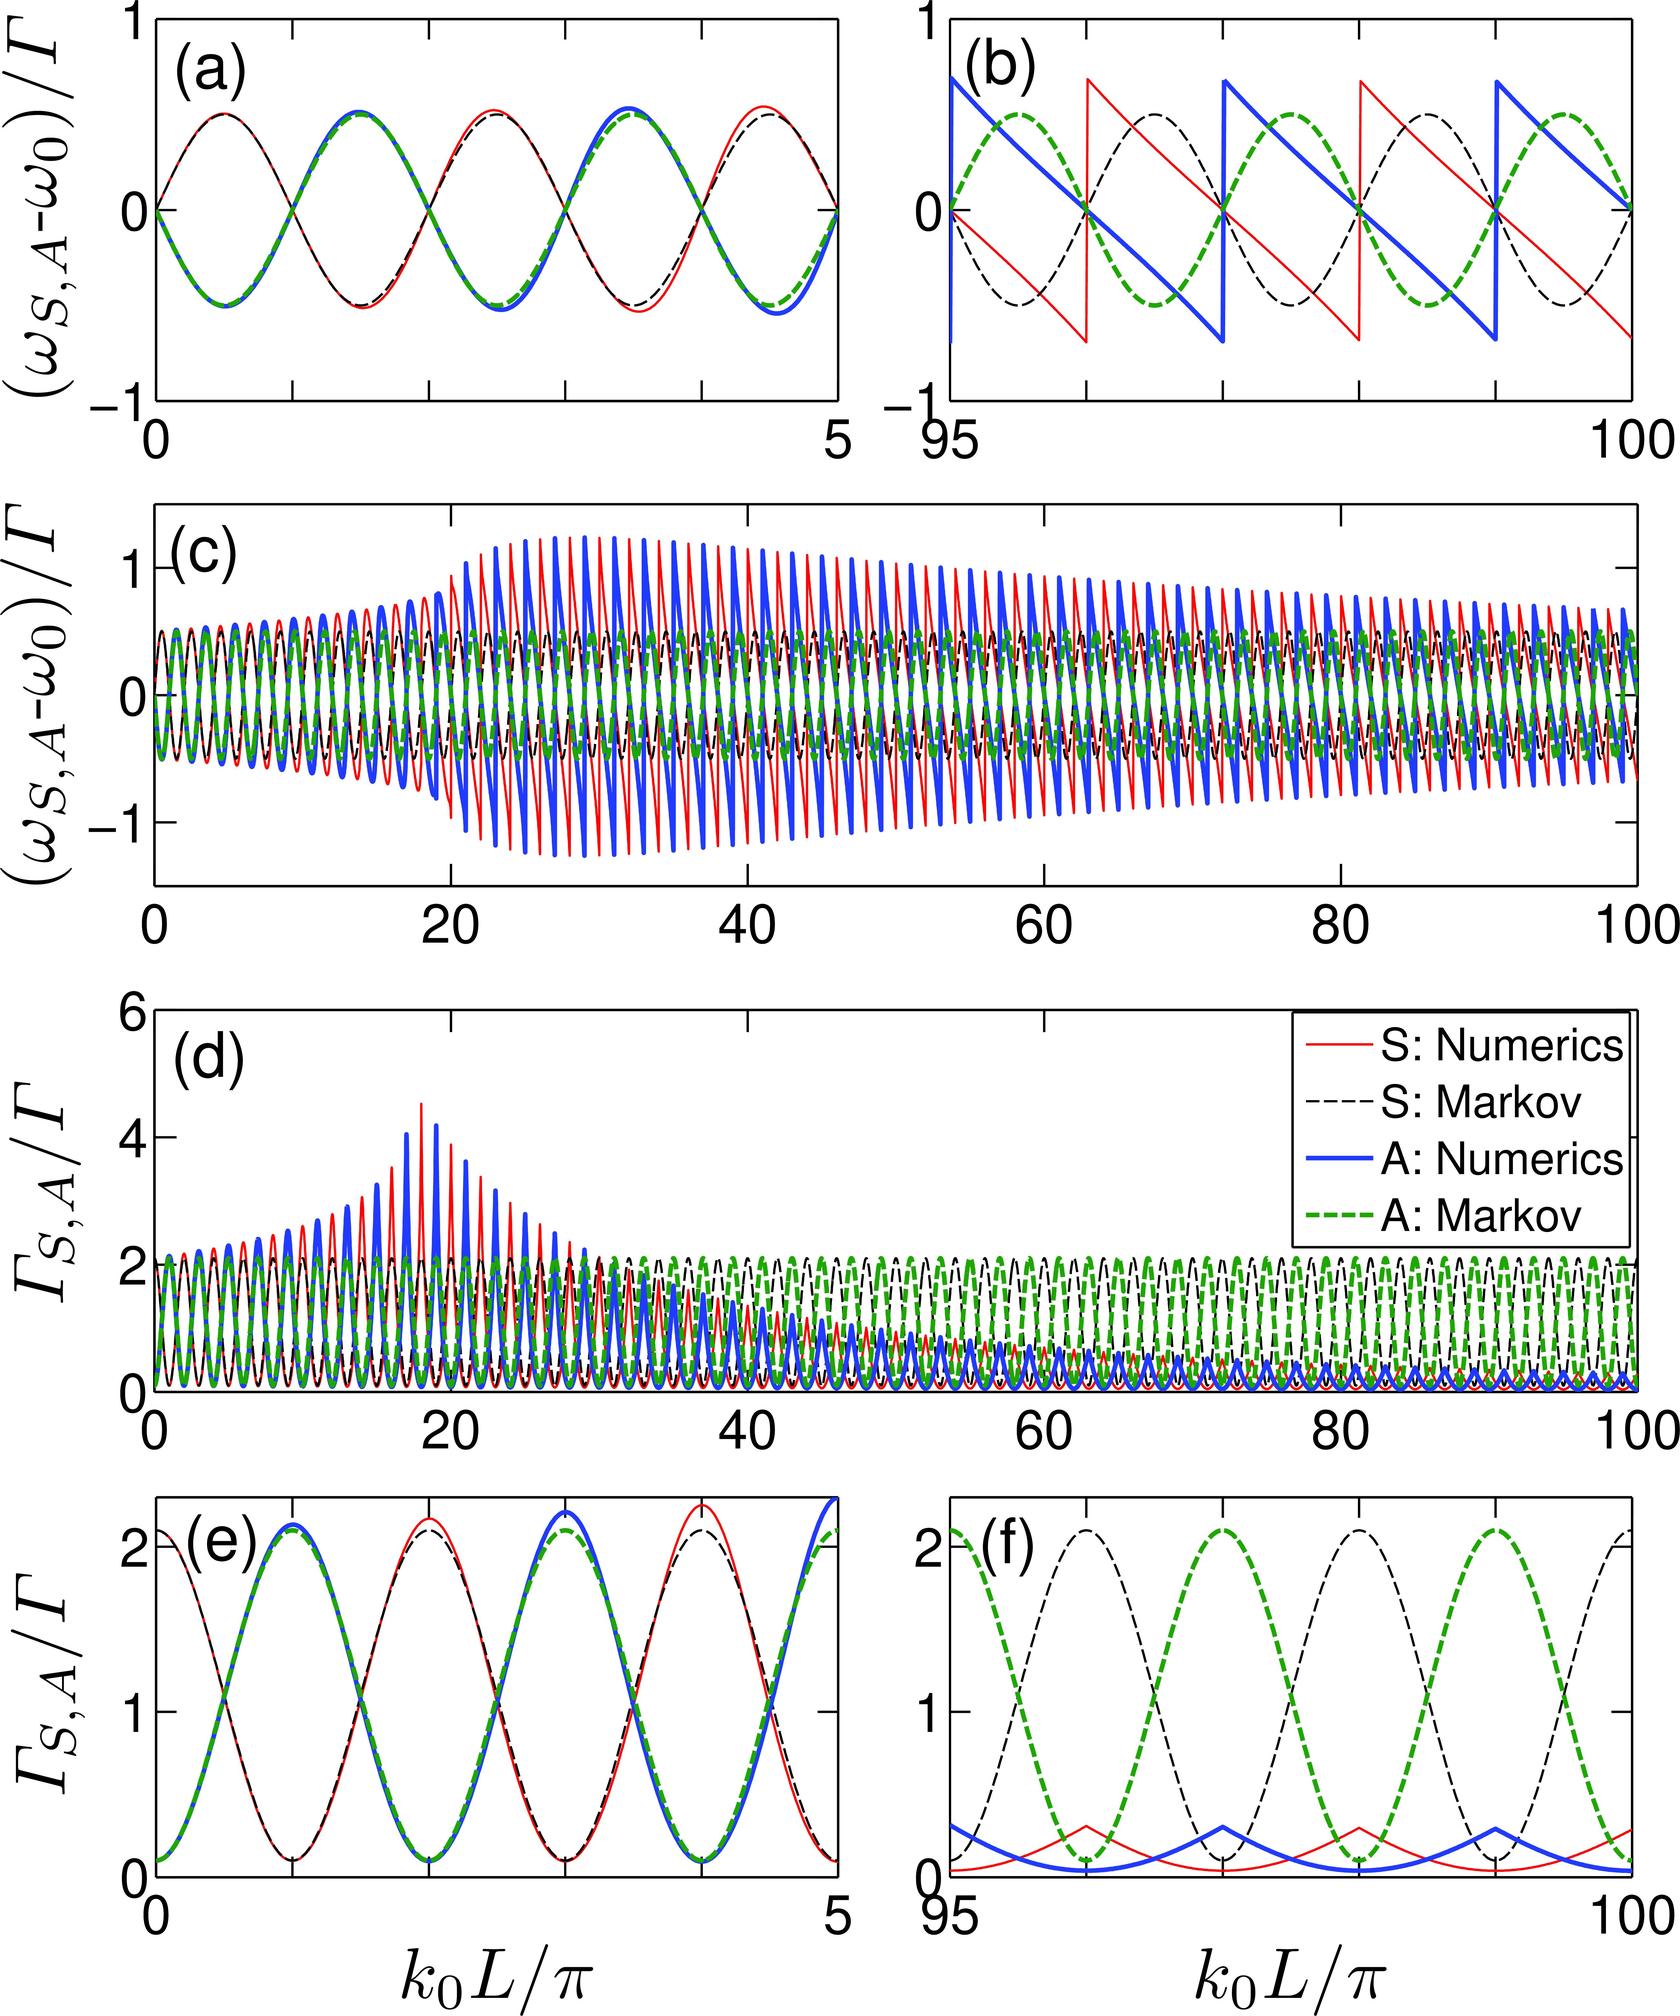 (ω_{S,A}-ω_0)/Γ
1
0
−1
(a)
0
5
1
0
−1
(b)
95
100
(ω_{S,A}-ω_0)/Γ
1
0
−1
(c)
0
20
40
60
80
100
Γ_{S,A}/Γ
6
4
2
0
(d)
S: Numerics
S: Markov
A: Numerics
A: Markov
0
20
40
60
80
100
Γ_{S,A}/Γ
2
1
0
(e)
0
5
k_0L/π
2
1
0
(f)
95
100
k_0L/π